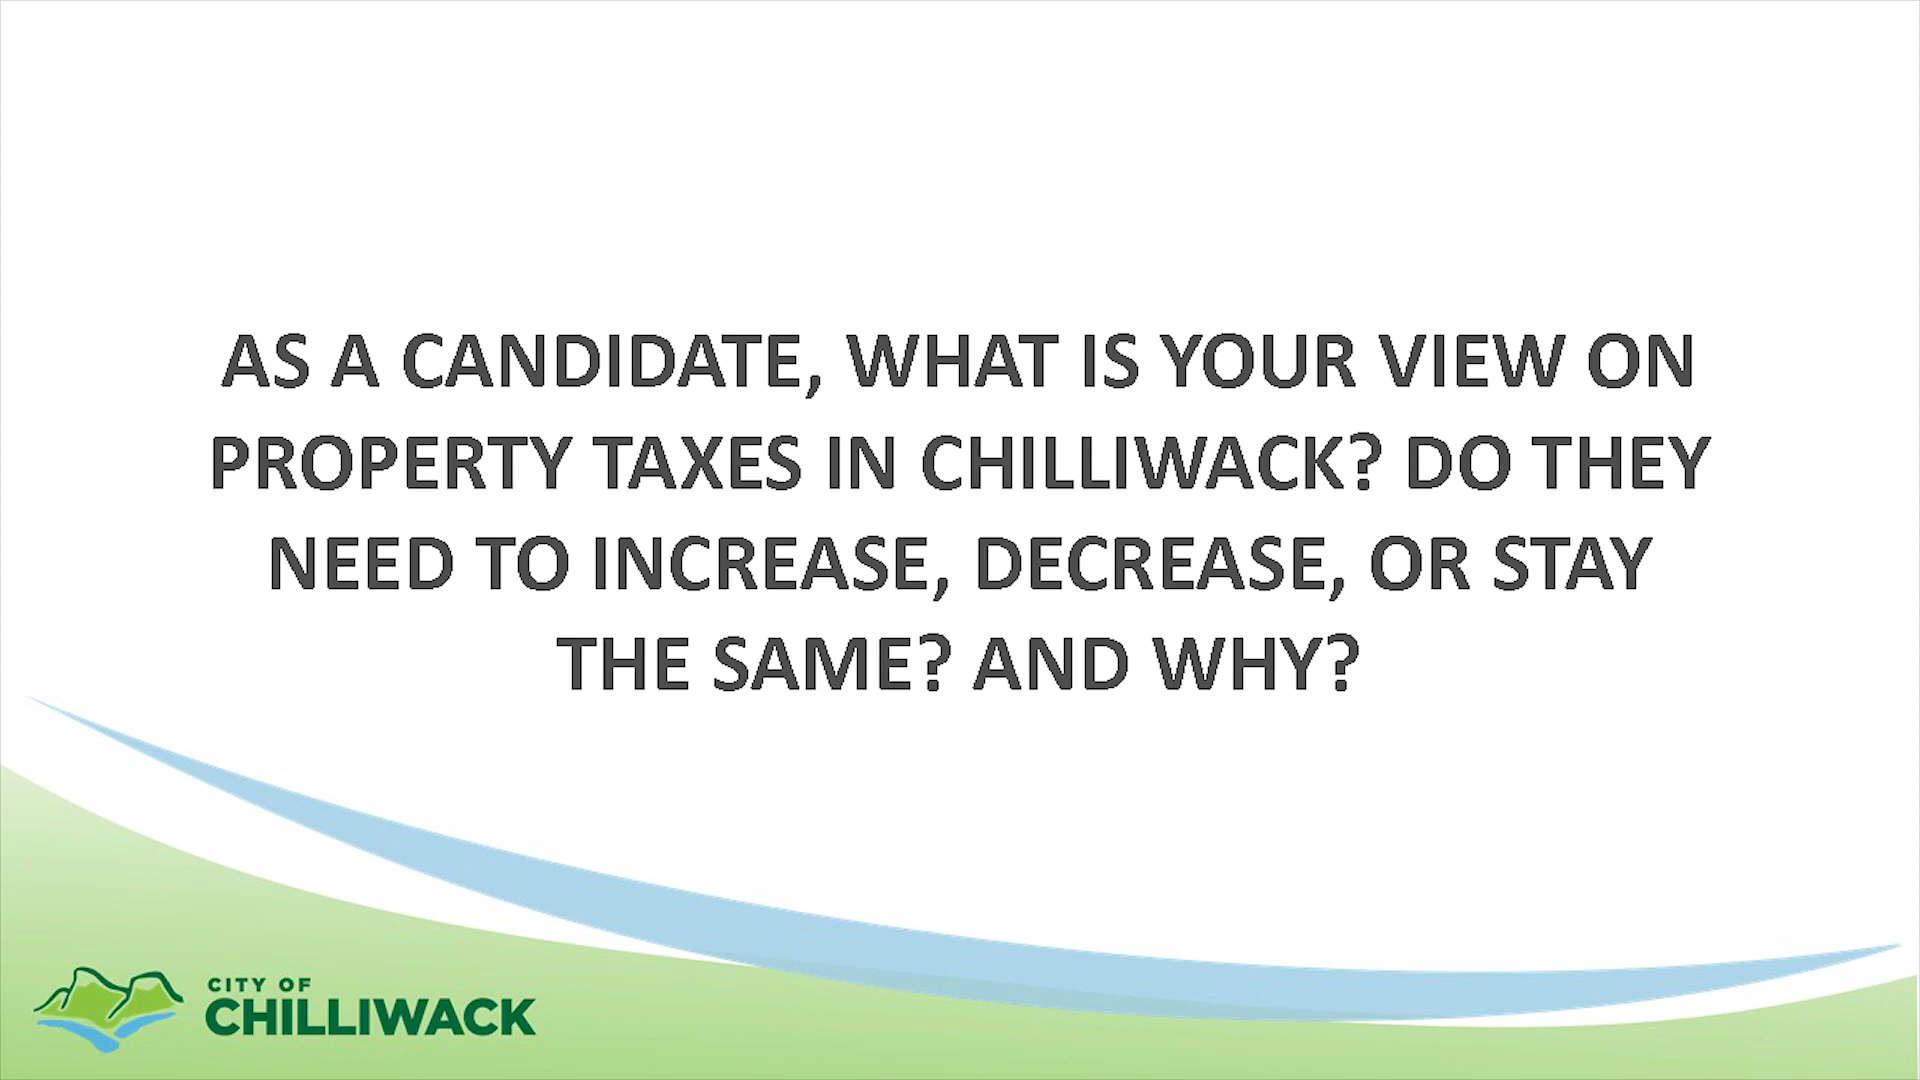 AS A CANDIDATE, WHAT IS YOUR VIEW ON
PROPERTY TAXES IN CHILLIWACK? DO THEY
NEED TO INCREASE, DECREASE, OR STAY
THE SAME? AND WHY?
CITY OF
CHILLIWACK